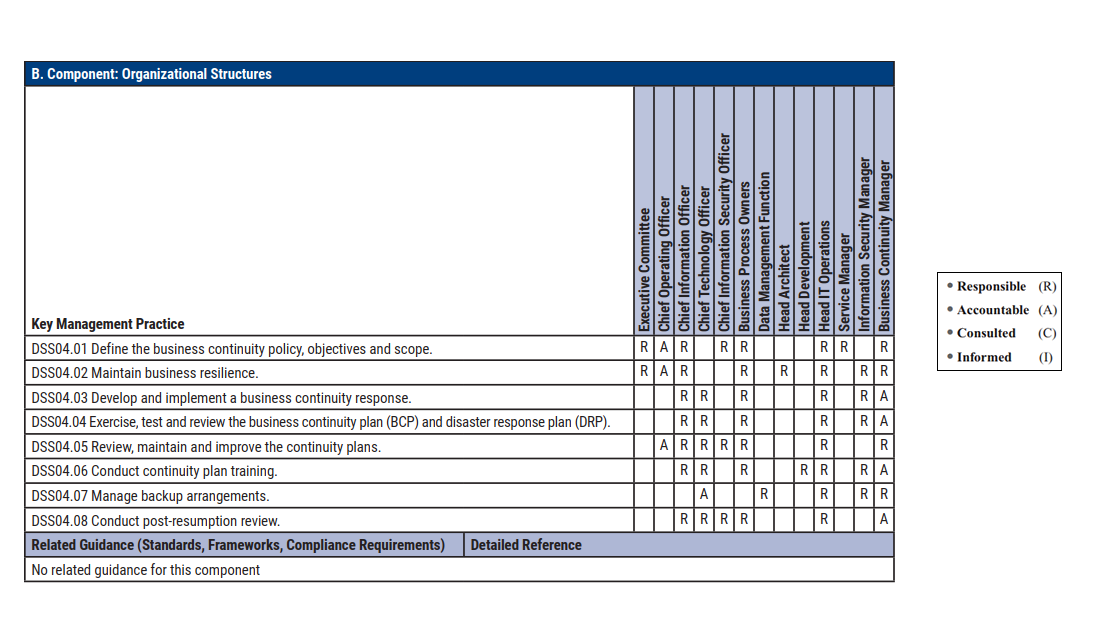 B. Component: Organizational Structures
Key Management Practice
Executive Committee
Chief Operating Officer
Chief Information Officer
Chief Technology Officer
Chief Information Security Officer
Business Process Owners
Data Management Function
Head Architect
Head Development
Head IT Operations
Service Manager
Information Security Manager
Business Continuity Manager
DSS04.01 Define the business continuity policy, objectives and scope. R A R R R R R R
DSS04.02 Maintain business resilience. R A R R R R R R
DSS04.03 Develop and implement a business continuity response. R R R R R A
DSS04.04 Exercise, test and review the business continuity plan (BCP) and disaster response plan (DRP). R R R R R A
DSS04.05 Review, maintain and improve the continuity plans. A R R R R R R
DSS04.06 Conduct continuity plan training. R R R R R R A
DSS04.07 Manage backup arrangements. A R R R R
DSS04.08 Conduct post-resumption review. R R R R R A
Related Guidance (Standards, Frameworks, Compliance Requirements) Detailed Reference
No related guidance for this component
• Responsible (R)
• Accountable (A)
• Consulted (C)
• Informed (I)